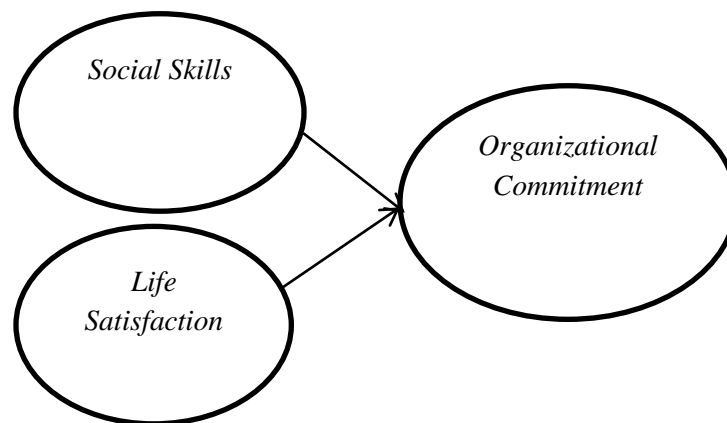 Social Skills
Organizational
Commitment
Life
Satisfaction